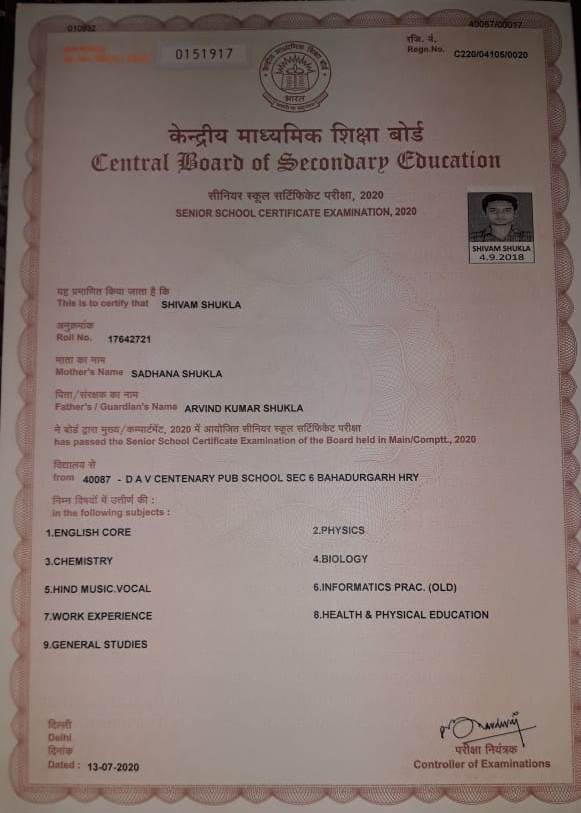 010932
40087/00017
0151917
रजि. नं.
Regn.No. C220/04105/0020
भारत
केन्द्रीय माध्यमिक शिक्षा बोर्ड
Central Board of Secondary Education
सीनियर स्कूल सर्टिफिकेट परीक्षा, 2020
SENIOR SCHOOL CERTIFICATE EXAMINATION, 2020
SHIVAM SHUKLA
4.9.2018
यह प्रमाणित किया जाता है कि
This is to certify that SHIVAM SHUKLA
अनुक्रमांक
Roll No. 17642721
माता का नाम
Mother's Name SADHANA SHUKLA
पिता/संरक्षक का नाम
Father's / Guardian's Name ARVIND KUMAR SHUKLA
ने बोर्ड द्वारा मुख्य/कम्पार्टमेंट, 2020 में आयोजित सीनियर स्कूल सर्टिफिकेट परीक्षा
has passed the Senior School Certificate Examination of the Board held in Main/Comptt., 2020
विद्यालय से
from 40087 - D A V CENTENARY PUB SCHOOL SEC 6 BAHADURGARH HRY
निम्न विषयों में उत्तीर्ण की :
in the following subjects :
1.ENGLISH CORE 2.PHYSICS
3.CHEMISTRY 4.BIOLOGY
5.HIND MUSIC.VOCAL 6.INFORMATICS PRAC. (OLD)
7.WORK EXPERIENCE 8.HEALTH & PHYSICAL EDUCATION
9.GENERAL STUDIES
दिल्ली
Delhi
दिनांक
Dated : 13-07-2020
परीक्षा नियंत्रक
Controller of Examinations